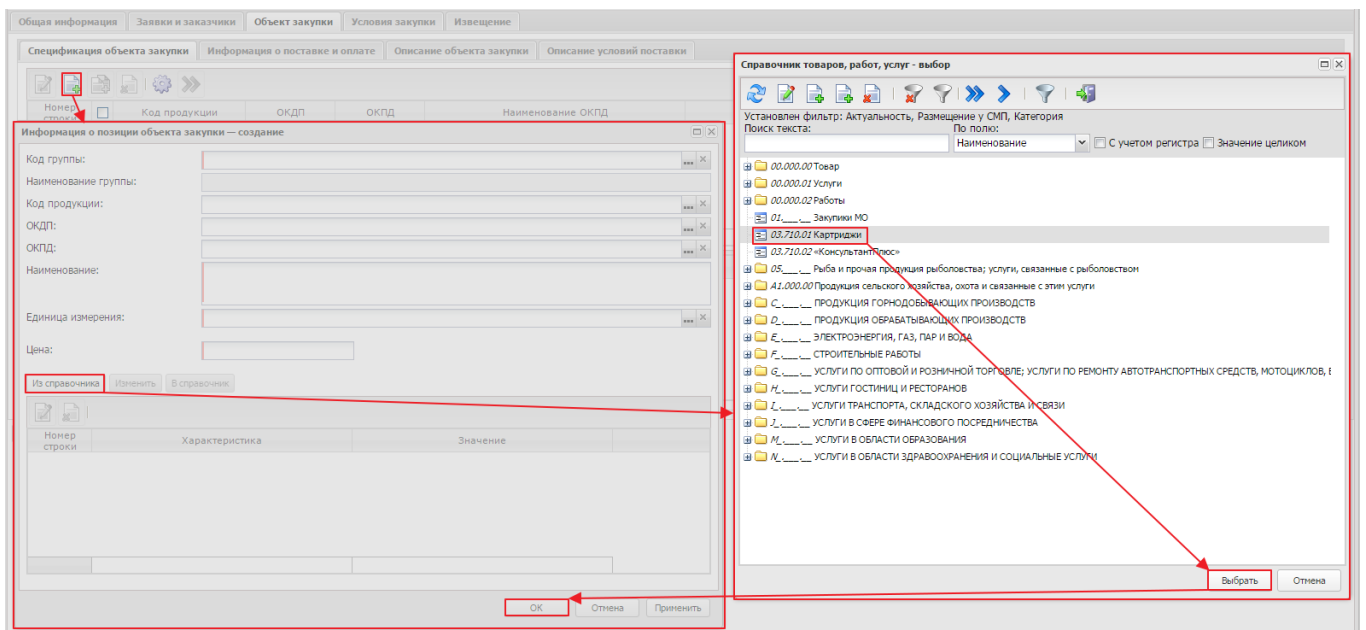 Общая информация Заявки и заказчики Объект закупки Условия закупки Извещение
Спецификация объекта закупки Информация о поставке и оплате Описание объекта закупки Описание условий поставки
Номер строки Код продукции ОКДП ОКПД Наименование ОКПД
Информация о позиции объекта закупки — создание
Код группы:
Наименование группы:
Код продукции:
ОКДП:
ОКПД:
Наименование:
Единица измерения:
Цена:
Из справочника Изменить В справочник
Номер строки Характеристика Значение
ОК Отмена Применить
Справочник товаров, работ, услуг - выбор
Установлен фильтр: Актуальность, Размещение у СМП, Категория
Поиск текста: По полю:
Наименование С учетом регистра Значение целиком
00.000.00 Товар
00.000.01 Услуги
00.000.02 Работы
01.___.__ Закупики МО
03.710.01 Картриджи
03.710.02 «КонсультантПлюс»
05.___.__ Рыба и прочая продукция рыболовства; услуги, связанные с рыболовством
A1.000.00 Продукция сельского хозяйства, охота и связанные с этим услуги
C_.___.__ ПРОДУКЦИЯ ГОРНОДОБЫВАЮЩИХ ПРОИЗВОДСТВ
D_.___.__ ПРОДУКЦИЯ ОБРАБАТЫВАЮЩИХ ПРОИЗВОДСТВ
E_.___.__ ЭЛЕКТРОЭНЕРГИЯ, ГАЗ, ПАР И ВОДА
F_.___.__ СТРОИТЕЛЬНЫЕ РАБОТЫ
G_.___.__ УСЛУГИ ПО ОПТОВОЙ И РОЗНИЧНОЙ ТОРГОВЛЕ; УСЛУГИ ПО РЕМОНТУ АВТОТРАНСПОРТНЫХ СРЕДСТВ, МОТОЦИКЛОВ, Б
H_.___.__ УСЛУГИ ГОСТИНИЦ И РЕСТОРАНОВ
I_.___.__ УСЛУГИ ТРАНСПОРТА, СКЛАДСКОГО ХОЗЯЙСТВА И СВЯЗИ
J_.___.__ УСЛУГИ В СФЕРЕ ФИНАНСОВОГО ПОСРЕДНИЧЕСТВА
M_.___.__ УСЛУГИ В ОБЛАСТИ ОБРАЗОВАНИЯ
N_.___.__ УСЛУГИ В ОБЛАСТИ ЗДРАВООХРАНЕНИЯ И СОЦИАЛЬНЫЕ УСЛУГИ
Выбрать Отмена